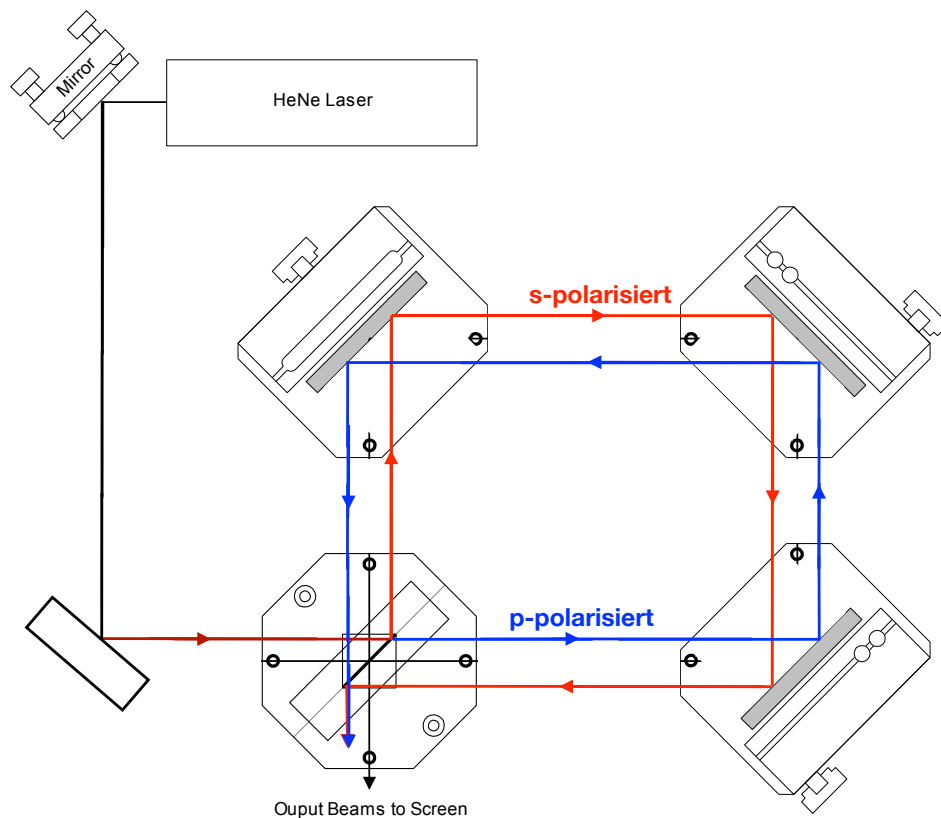 Mirror
HeNe Laser
s-polarisiert
p-polarisiert
Ouput Beams to Screen